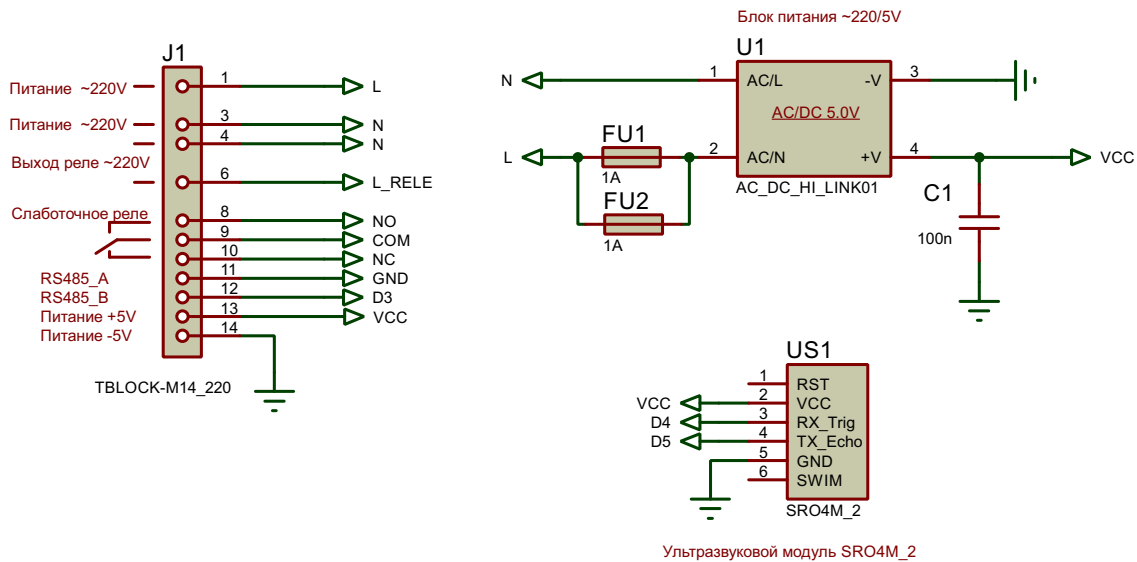 Блок питания ~220/5V
J1
Питание ~220V
1
L
Питание ~220V
3
N
4
N
Выход реле ~220V
6
L_RELE
Слаботочное реле
8
NO
9
COM
10
NC
RS485_A
11
GND
RS485_B
12
D3
Питание +5V
13
VCC
Питание -5V
14
TBLOCK-M14_220
U1
N
1
AC/L
-V
3
AC/DC 5.0V
FU1
L
2
AC/N
+V
4
VCC
1A
AC_DC_HI_LINK01
FU2
1A
C1
100n
US1
1
RST
VCC
2
VCC
D4
3
RX_Trig
D5
4
TX_Echo
5
GND
6
SWIM
SRO4M_2
Ультразвуковой модуль SRO4M_2